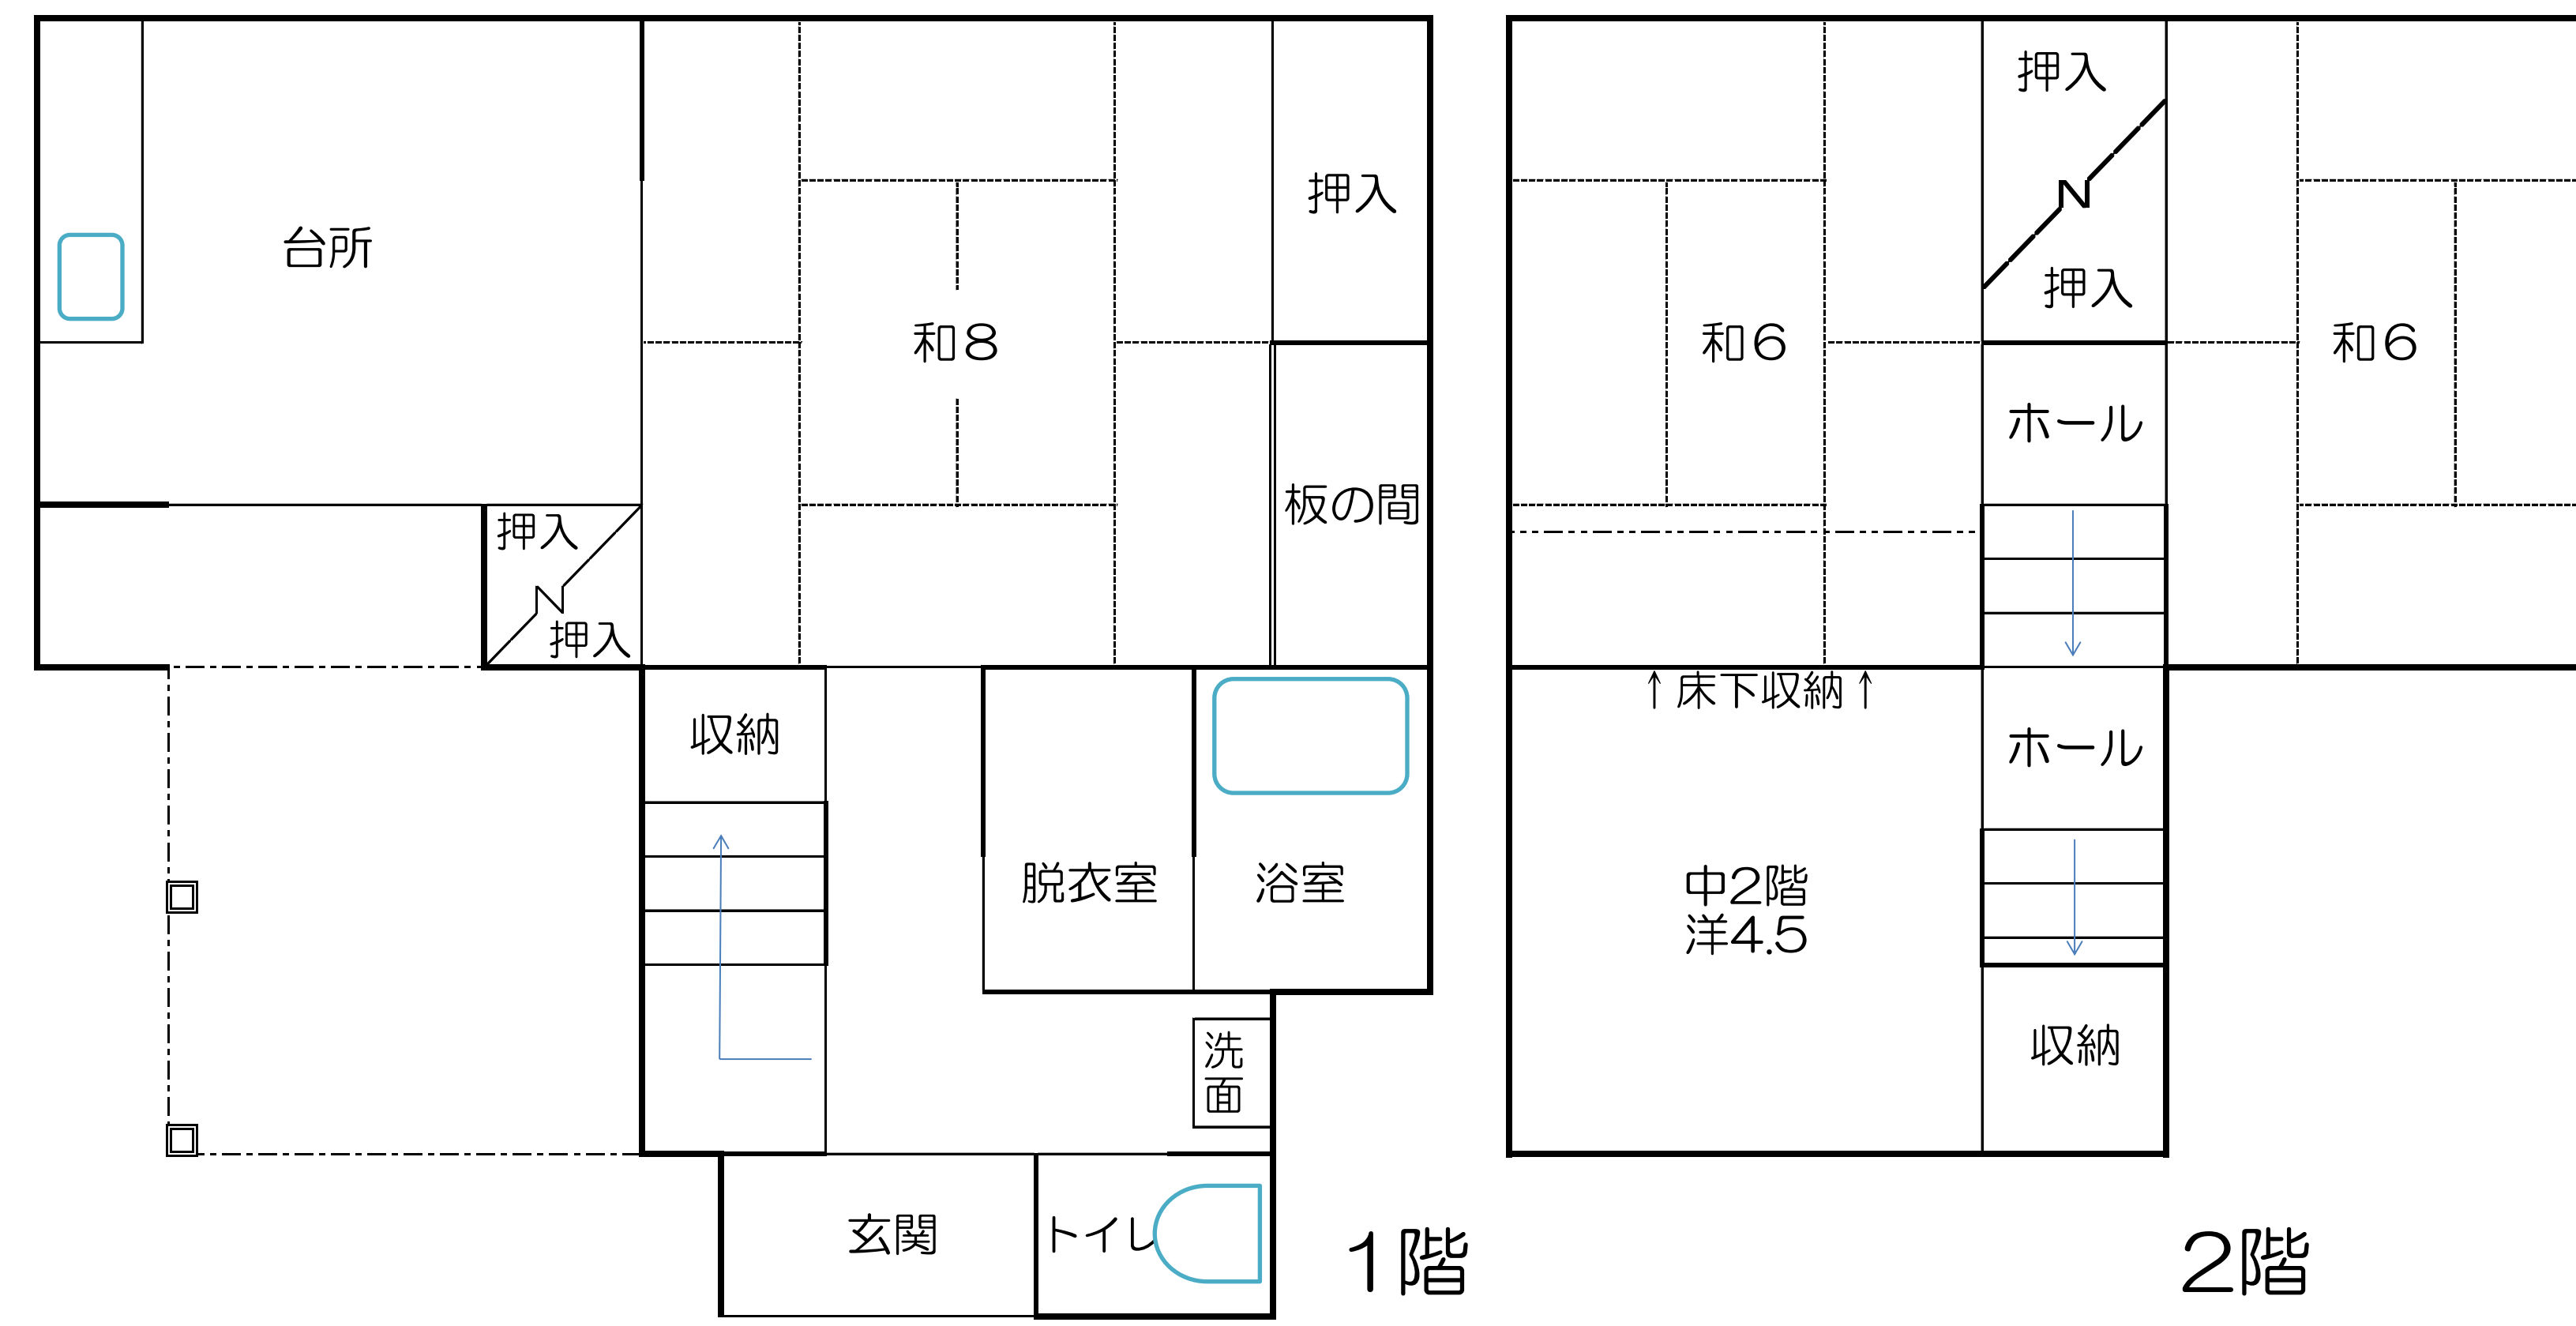 台所
押入
押入
和8
押入
板の間
収納
脱衣室
浴室
洗
面
玄関
トイレ
1階
押入
N
押入
和6
和6
ホール
↑床下収納↑
ホール
中2階
洋4.5
収納
2階